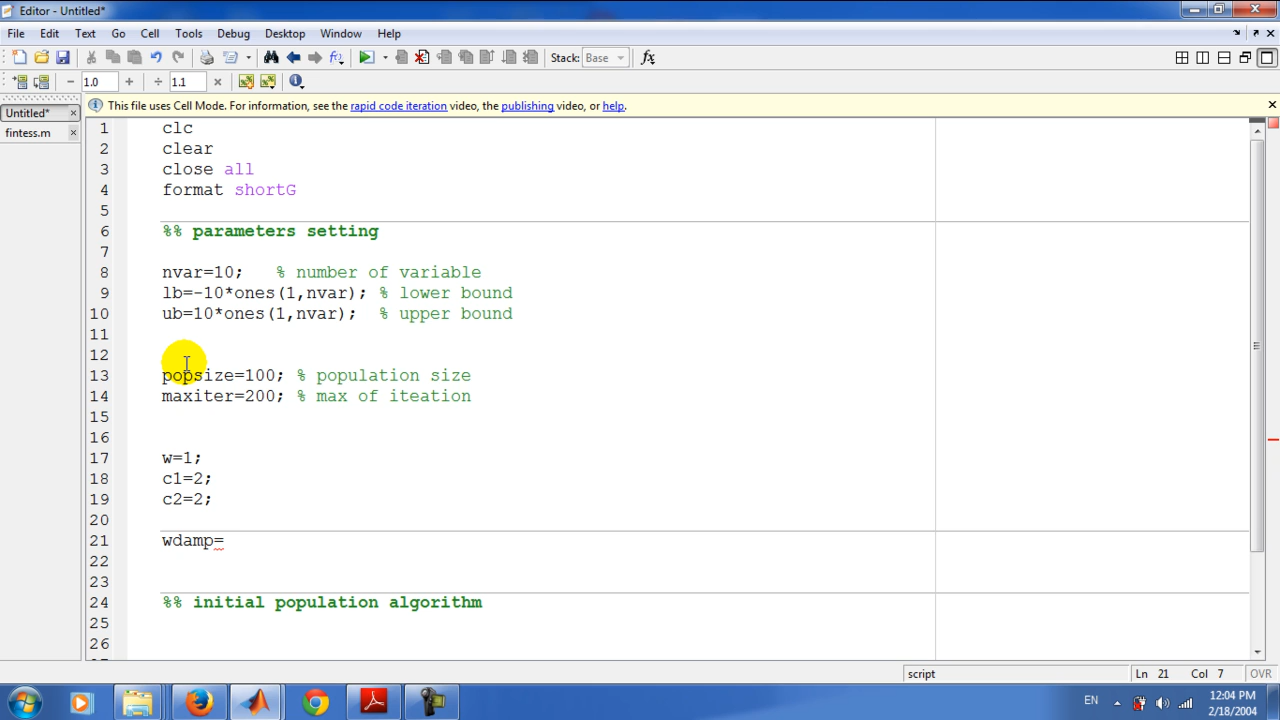 Editor - Untitled*
File Edit Text Go Cell Tools Debug Desktop Window Help
Stack: Base fx
− 1.0 + ÷ 1.1 ×
This file uses Cell Mode. For information, see the rapid code iteration video, the publishing video, or help.
Untitled*
fintess.m
1 clc
2 clear
3 close all
4 format shortG
5
6 %% parameters setting
7
8 nvar=10; % number of variable
9 lb=-10*ones(1,nvar); % lower bound
10 ub=10*ones(1,nvar); % upper bound
11
12
13 popsize=100; % population size
14 maxiter=200; % max of iteation
15
16
17 w=1;
18 c1=2;
19 c2=2;
20
21 wdamp=
22
23
24 %% initial population algorithm
25
26
script Ln 21 Col 7 OVR
EN 12:04 PM
2/18/2004